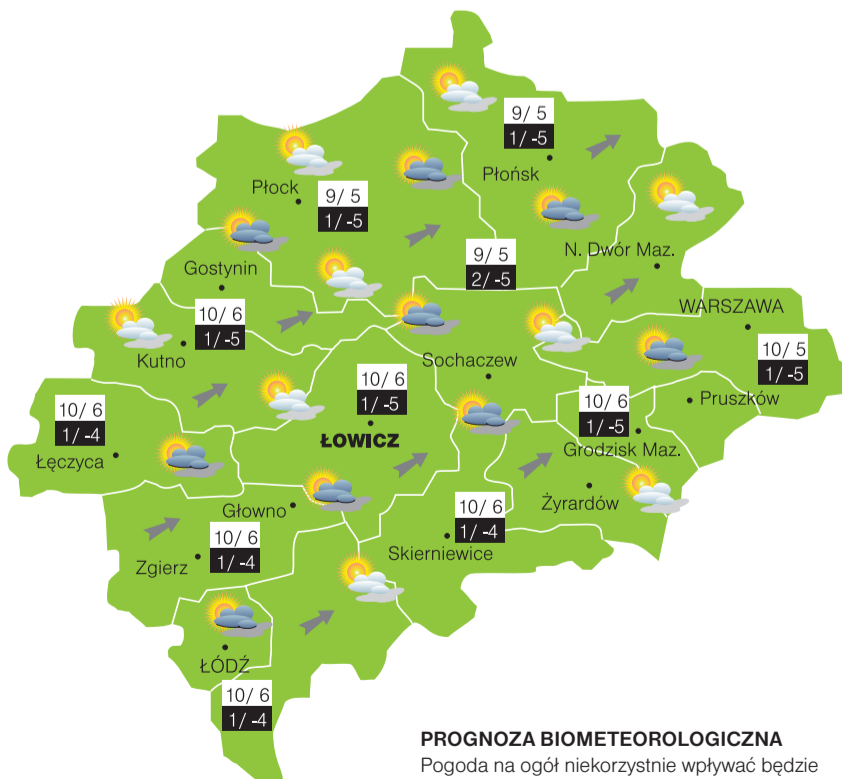 9/ 5
1/ -5
Płońsk
Płock
9/ 5
1/ -5
N. Dwór Maz.
9/ 5
2/ -5
Gostynin
10/ 6
1/ -5
Kutno
WARSZAWA
10/ 5
1/ -5
Sochaczew
10/ 6
1/ -5
ŁOWICZ
Pruszków
10/ 6
1/ -5
Grodzisk Maz.
10/ 6
1/ -4
Łęczyca
Żyrardów
Głowno
10/ 6
1/ -4
Skierniewice
10/ 6
1/ -4
Zgierz
ŁÓDŹ
10/ 6
1/ -4
PROGNOZA BIOMETEOROLOGICZNA
Pogoda na ogół niekorzystnie wpływać będzie